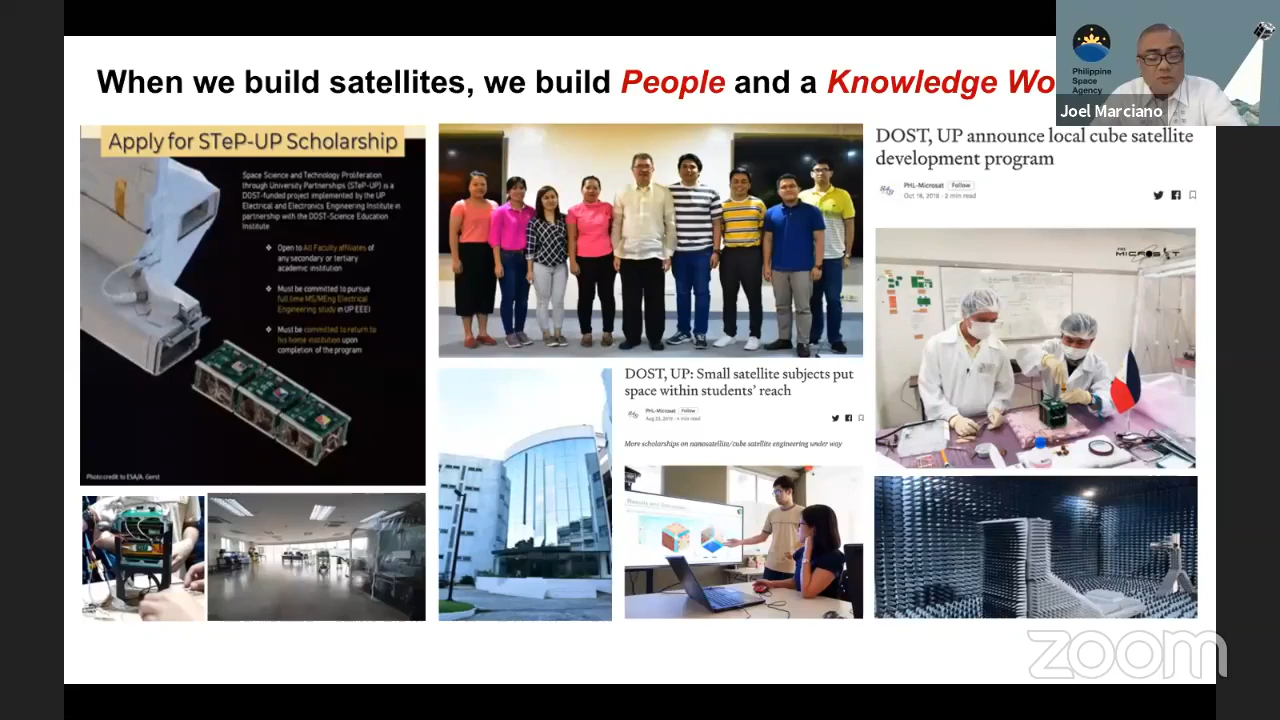 When we build satellites, we build People and a Knowledge Wo
Philippine
Space
Agency
Joel Marciano
Apply for STeP-UP Scholarship
Space Science and Technology Proliferation
through University Partnerships (STeP-UP) is a
DOST-funded project implemented by the UP
Electrical and Electronics Engineering Institute in
partnership with the DOST-Science Education
Institute
Open to All Faculty affiliates of
any secondary or tertiary
academic institution
Must be committed to pursue
full time MS/MEng Electrical
Engineering study in UP EEEI
Must be committed to return to
his home institution upon
completion of the program
Photo credit to ESA/A. Gerst
DOST, UP: Small satellite subjects put
space within students' reach
PHL-Microsat Follow
Aug 23, 2019 · 4 min read
More scholarships on nanosatellite/cube satellite engineering under way
Results and Discussion
DOST, UP announce local cube satellite
development program
PHL-Microsat Follow
Oct 16, 2018 · 2 min read
PHL
MICROSAT
zoom